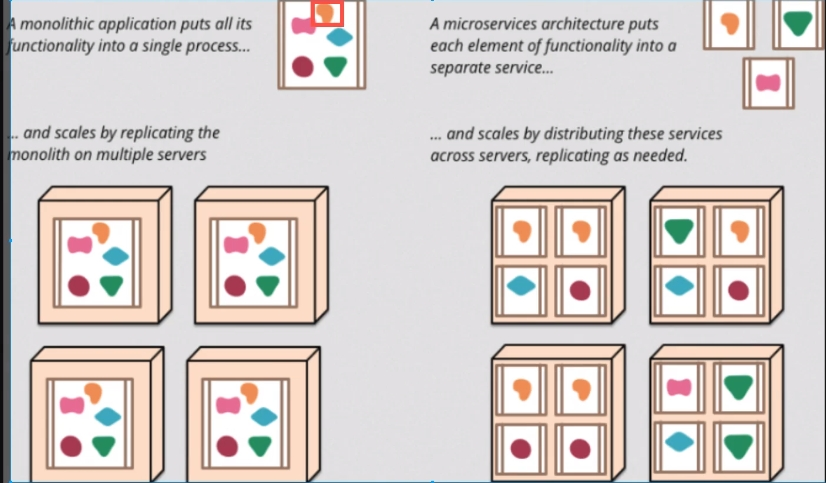 A monolithic application puts all its
functionality into a single process...
... and scales by replicating the
monolith on multiple servers
A microservices architecture puts
each element of functionality into a
separate service...
... and scales by distributing these services
across servers, replicating as needed.